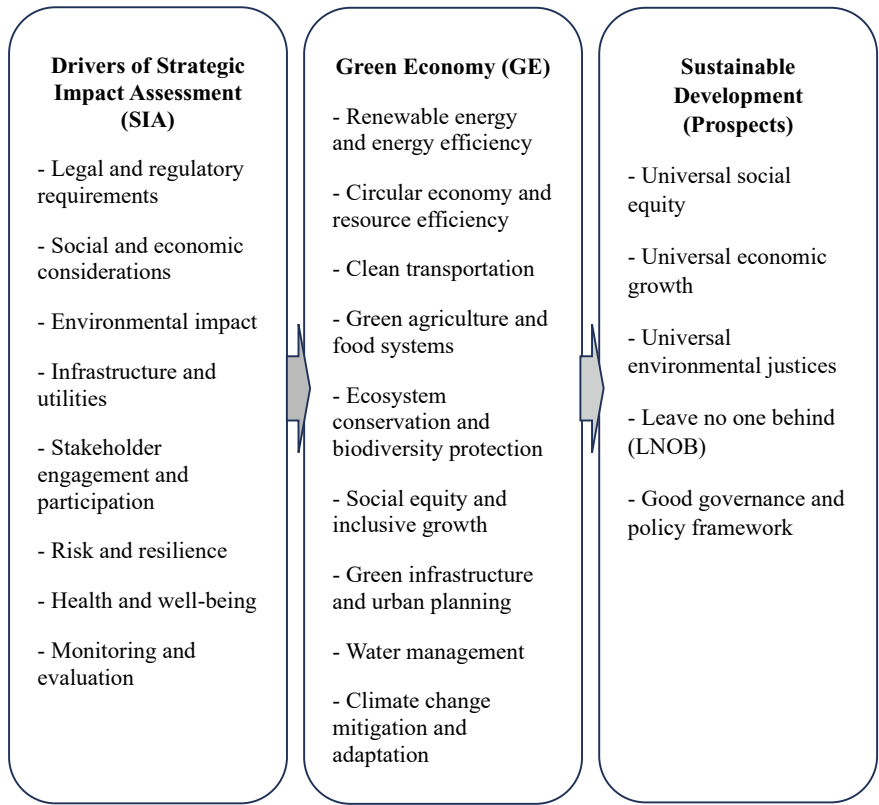 Drivers of Strategic
Impact Assessment
(SIA)
- Legal and regulatory
requirements
- Social and economic
considerations
- Environmental impact
- Infrastructure and
utilities
- Stakeholder
engagement and
participation
- Risk and resilience
- Health and well-being
- Monitoring and
evaluation
Green Economy (GE)
- Renewable energy
and energy efficiency
- Circular economy and
resource efficiency
- Clean transportation
- Green agriculture and
food systems
- Ecosystem
conservation and
biodiversity protection
- Social equity and
inclusive growth
- Green infrastructure
and urban planning
- Water management
- Climate change
mitigation and
adaptation
Sustainable
Development
(Prospects)
- Universal social
equity
- Universal economic
growth
- Universal
environmental justices
- Leave no one behind
(LNOB)
- Good governance and
policy framework